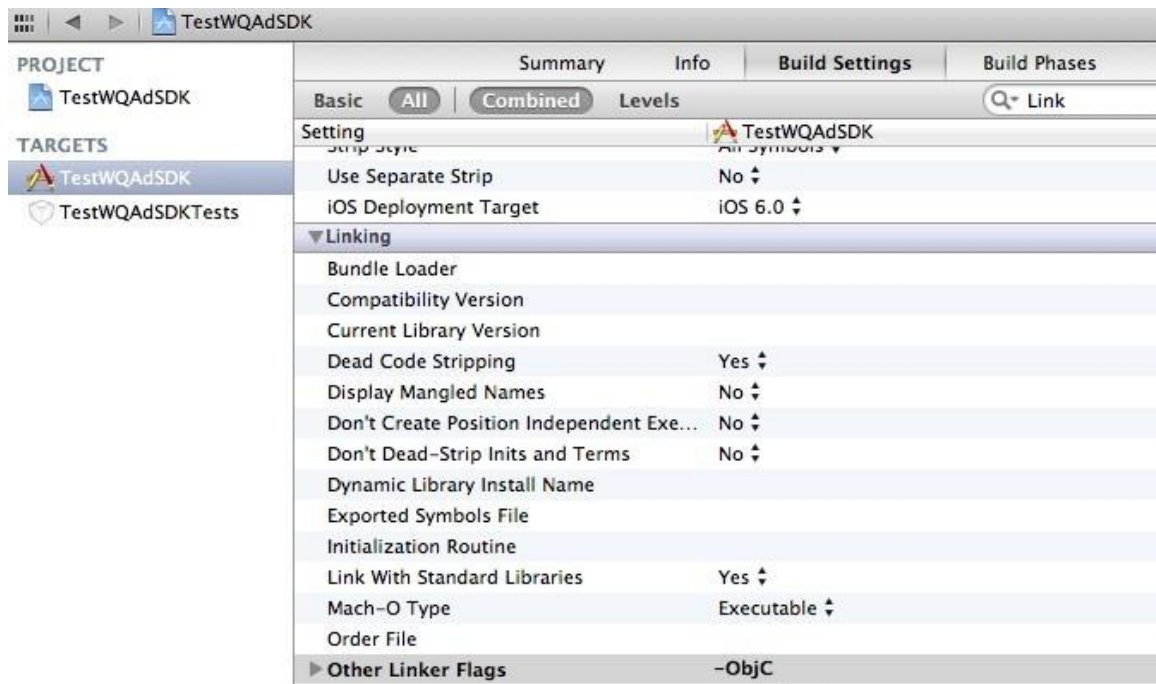 TestWQAdSDK
PROJECT
TestWQAdSDK
TARGETS
TestWQAdSDK
TestWQAdSDKTests
Summary Info Build Settings Build Phases
Basic All Combined Levels Link
Setting TestWQAdSDK
Strip Style All Symbols
Use Separate Strip No
iOS Deployment Target iOS 6.0
Linking
Bundle Loader
Compatibility Version
Current Library Version
Dead Code Stripping Yes
Display Mangled Names No
Don't Create Position Independent Exe... No
Don't Dead-Strip Inits and Terms No
Dynamic Library Install Name
Exported Symbols File
Initialization Routine
Link With Standard Libraries Yes
Mach-O Type Executable
Order File
Other Linker Flags -ObjC